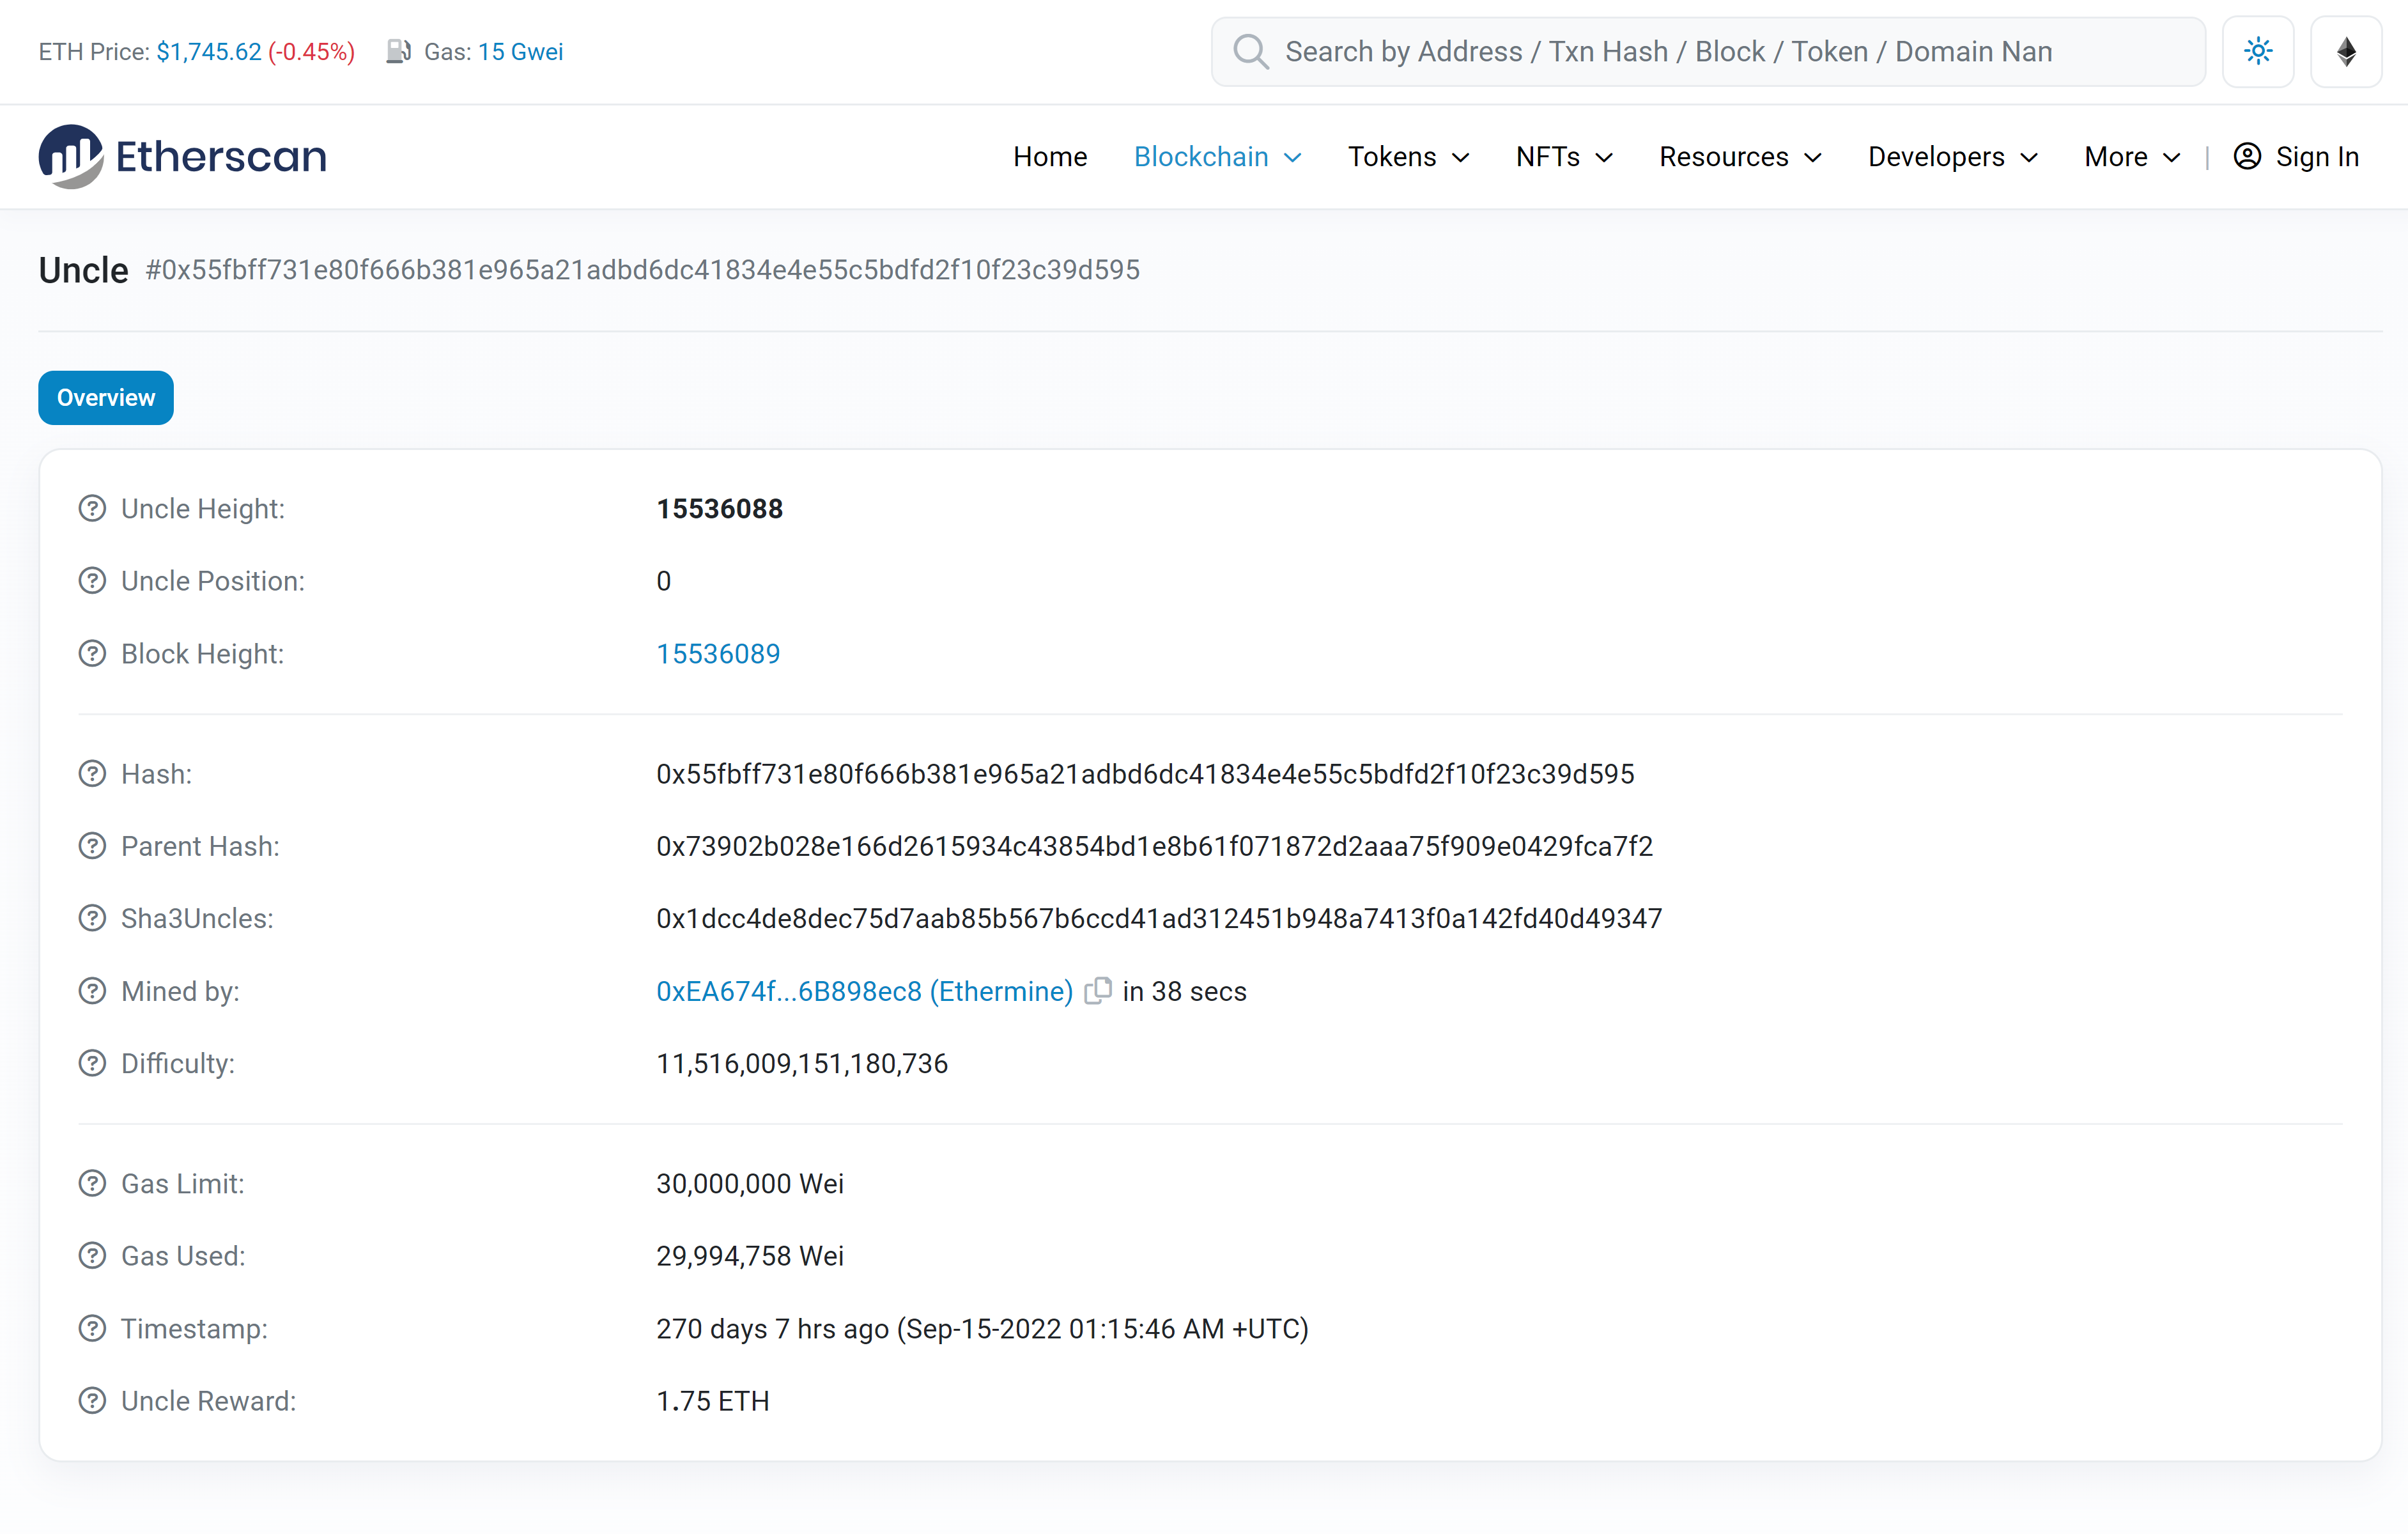 ETH Price: $1,745.62 (-0.45%) Gas: 15 Gwei Search by Address / Txn Hash / Block / Token / Domain Nan
Etherscan Home Blockchain Tokens NFTs Resources Developers More | Sign In
Uncle #0x55fbff731e80f666b381e965a21adbd6dc41834e4e55c5bdfd2f10f23c39d595
Overview
Uncle Height: 15536088
Uncle Position: 0
Block Height: 15536089
Hash: 0x55fbff731e80f666b381e965a21adbd6dc41834e4e55c5bdfd2f10f23c39d595
Parent Hash: 0x73902b028e166d2615934c43854bd1e8b61f071872d2aaa75f909e0429fca7f2
Sha3Uncles: 0x1dcc4de8dec75d7aab85b567b6ccd41ad312451b948a7413f0a142fd40d49347
Mined by: 0xEA674f...6B898ec8 (Ethermine) in 38 secs
Difficulty: 11,516,009,151,180,736
Gas Limit: 30,000,000 Wei
Gas Used: 29,994,758 Wei
Timestamp: 270 days 7 hrs ago (Sep-15-2022 01:15:46 AM +UTC)
Uncle Reward: 1.75 ETH